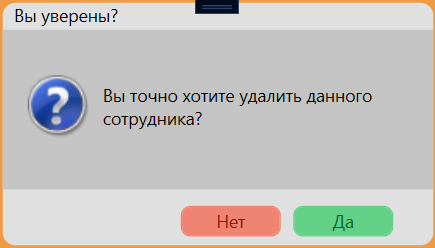 Вы уверены?
Вы точно хотите удалить данного
сотрудника?
Нет
Да